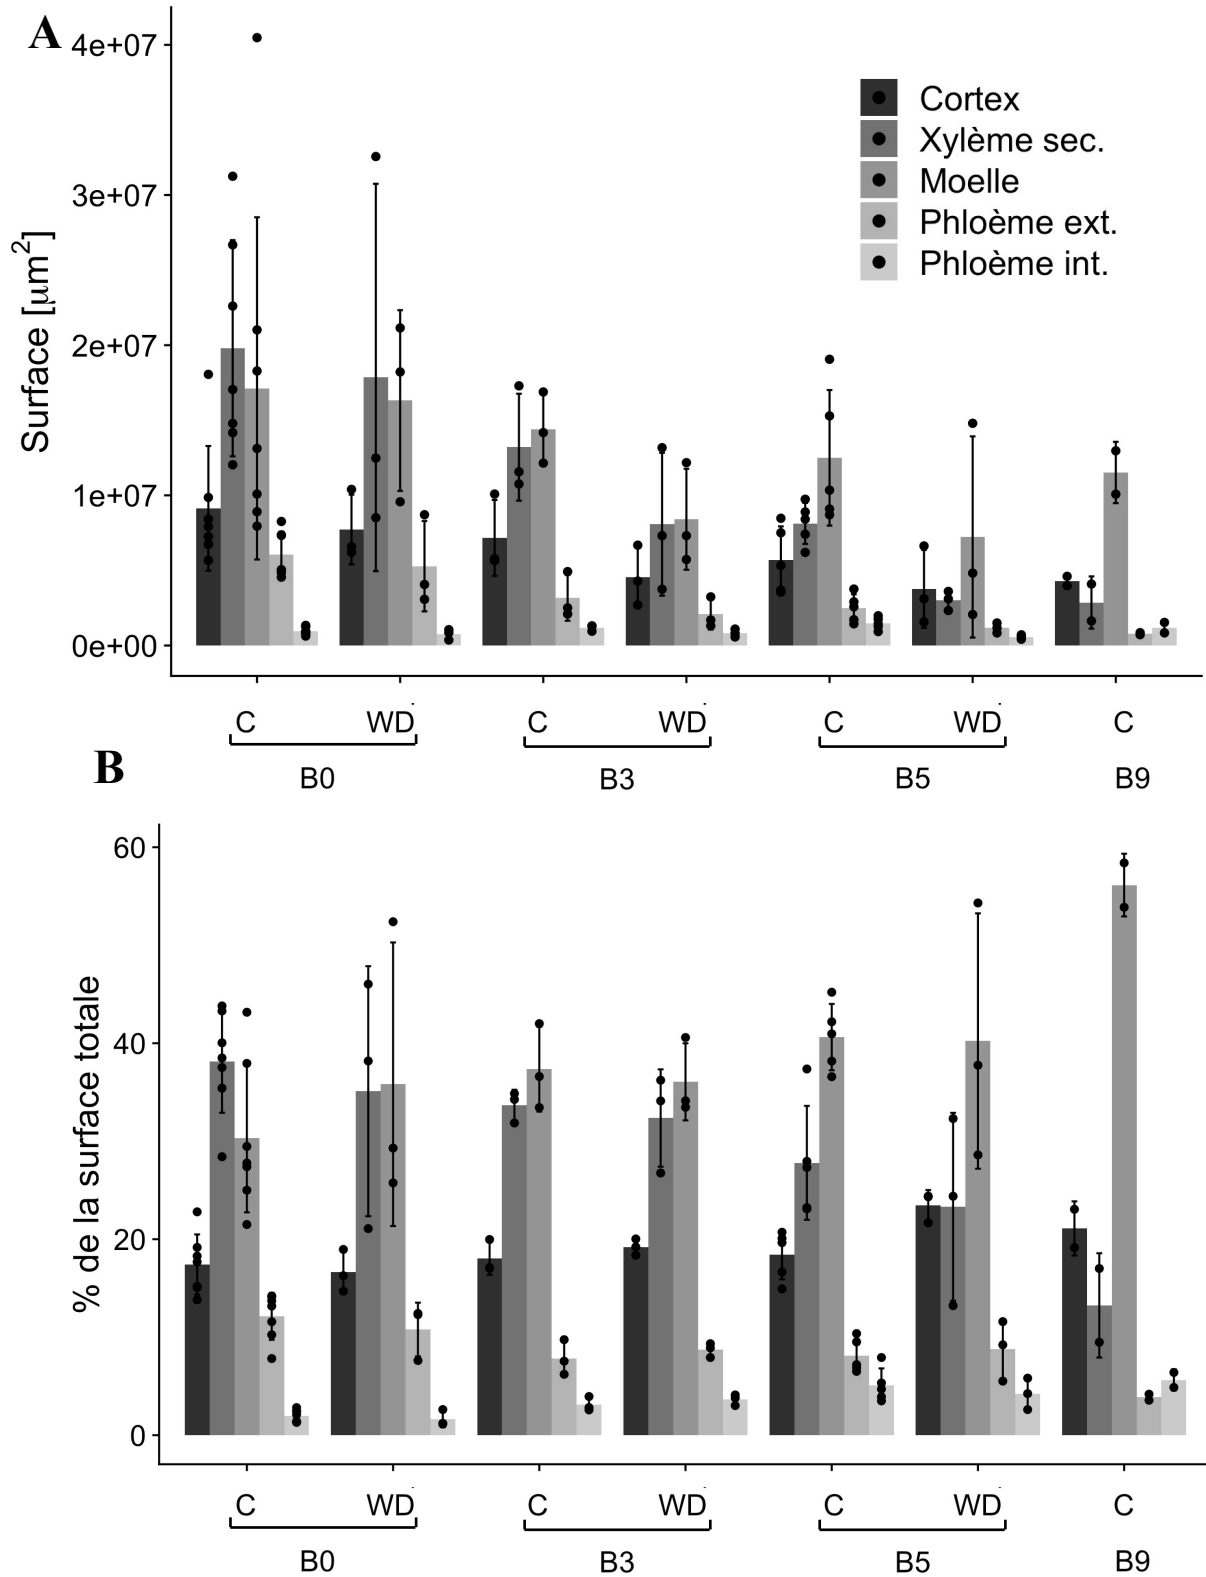 A
4e+07
3e+07
2e+07
1e+07
0e+00
Surface [μm²]
Cortex
Xylème sec.
Moelle
Phloème ext.
Phloème int.
C WD C WD C WD C
B0 B3 B5 B9
B
60
40
20
0
% de la surface totale
C WD C WD C WD C
B0 B3 B5 B9